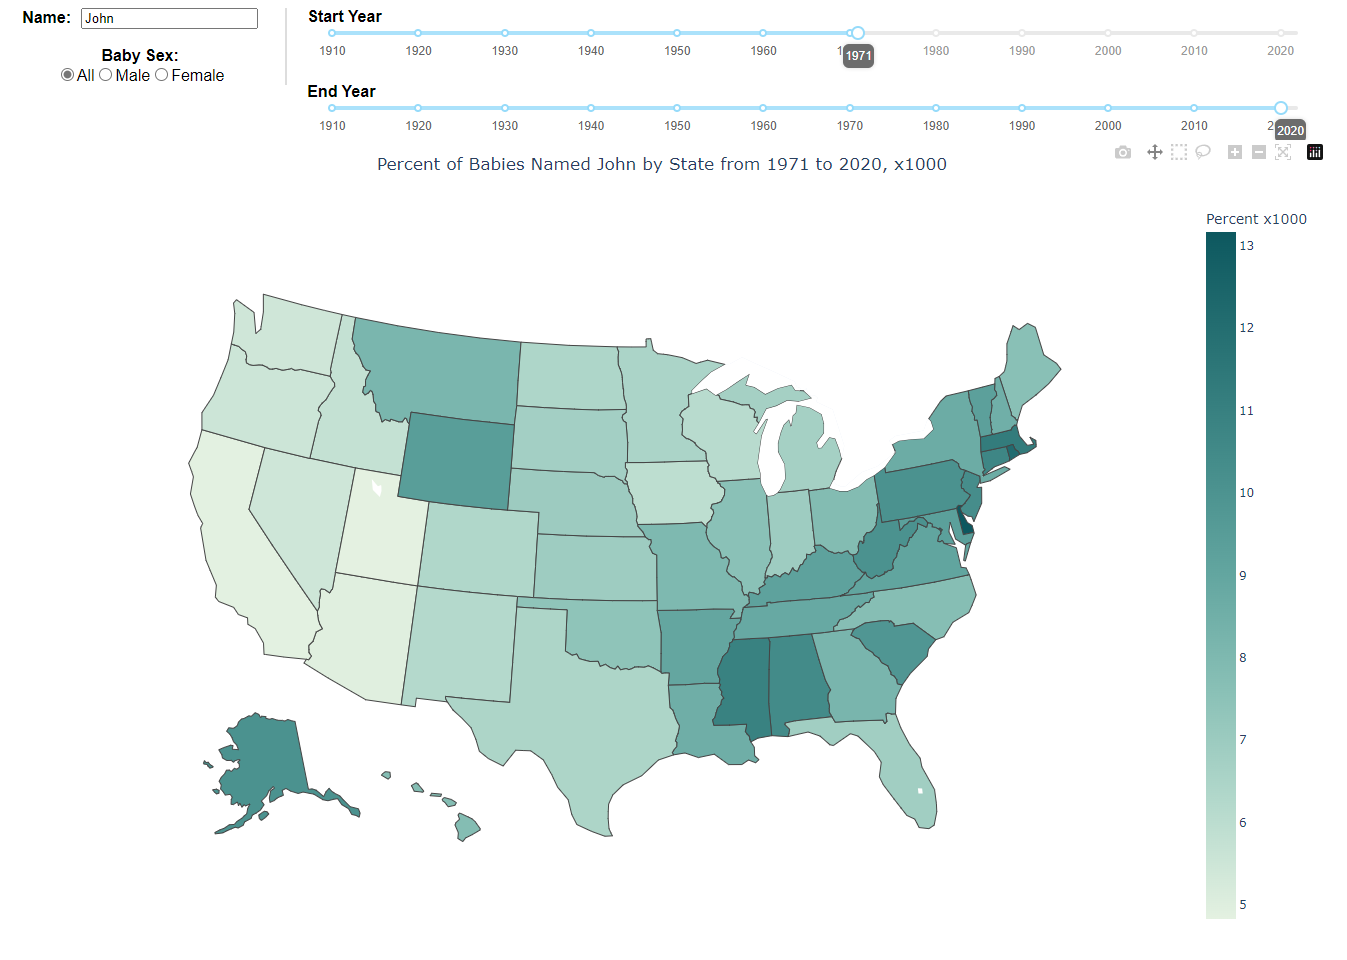 Name: John
Baby Sex:
All Male Female
Start Year
1910 1920 1930 1940 1950 1960 1980 1990 2000 2010 2020
1971
End Year
1910 1920 1930 1940 1950 1960 1970 1980 1990 2000 2010
2020
Percent of Babies Named John by State from 1971 to 2020, x1000
Percent x1000
13
12
11
10
9
8
7
6
5